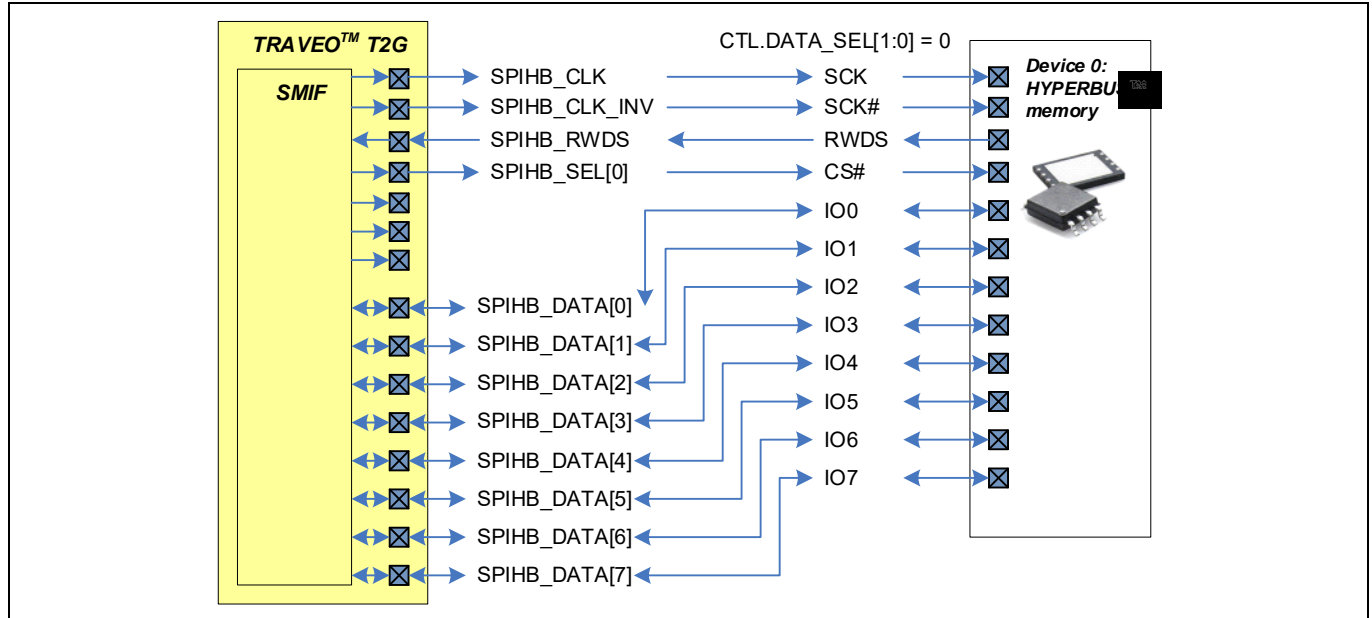 TRAVEO™ T2G
SMIF
CTL.DATA_SEL[1:0] = 0
Device 0:
HYPERBUS™
memory
SPIHB_CLK SCK
SPIHB_CLK_INV SCK#
SPIHB_RWDS RWDS
SPIHB_SEL[0] CS#
IO0
IO1
IO2
IO3
IO4
IO5
IO6
IO7
SPIHB_DATA[0]
SPIHB_DATA[1]
SPIHB_DATA[2]
SPIHB_DATA[3]
SPIHB_DATA[4]
SPIHB_DATA[5]
SPIHB_DATA[6]
SPIHB_DATA[7]